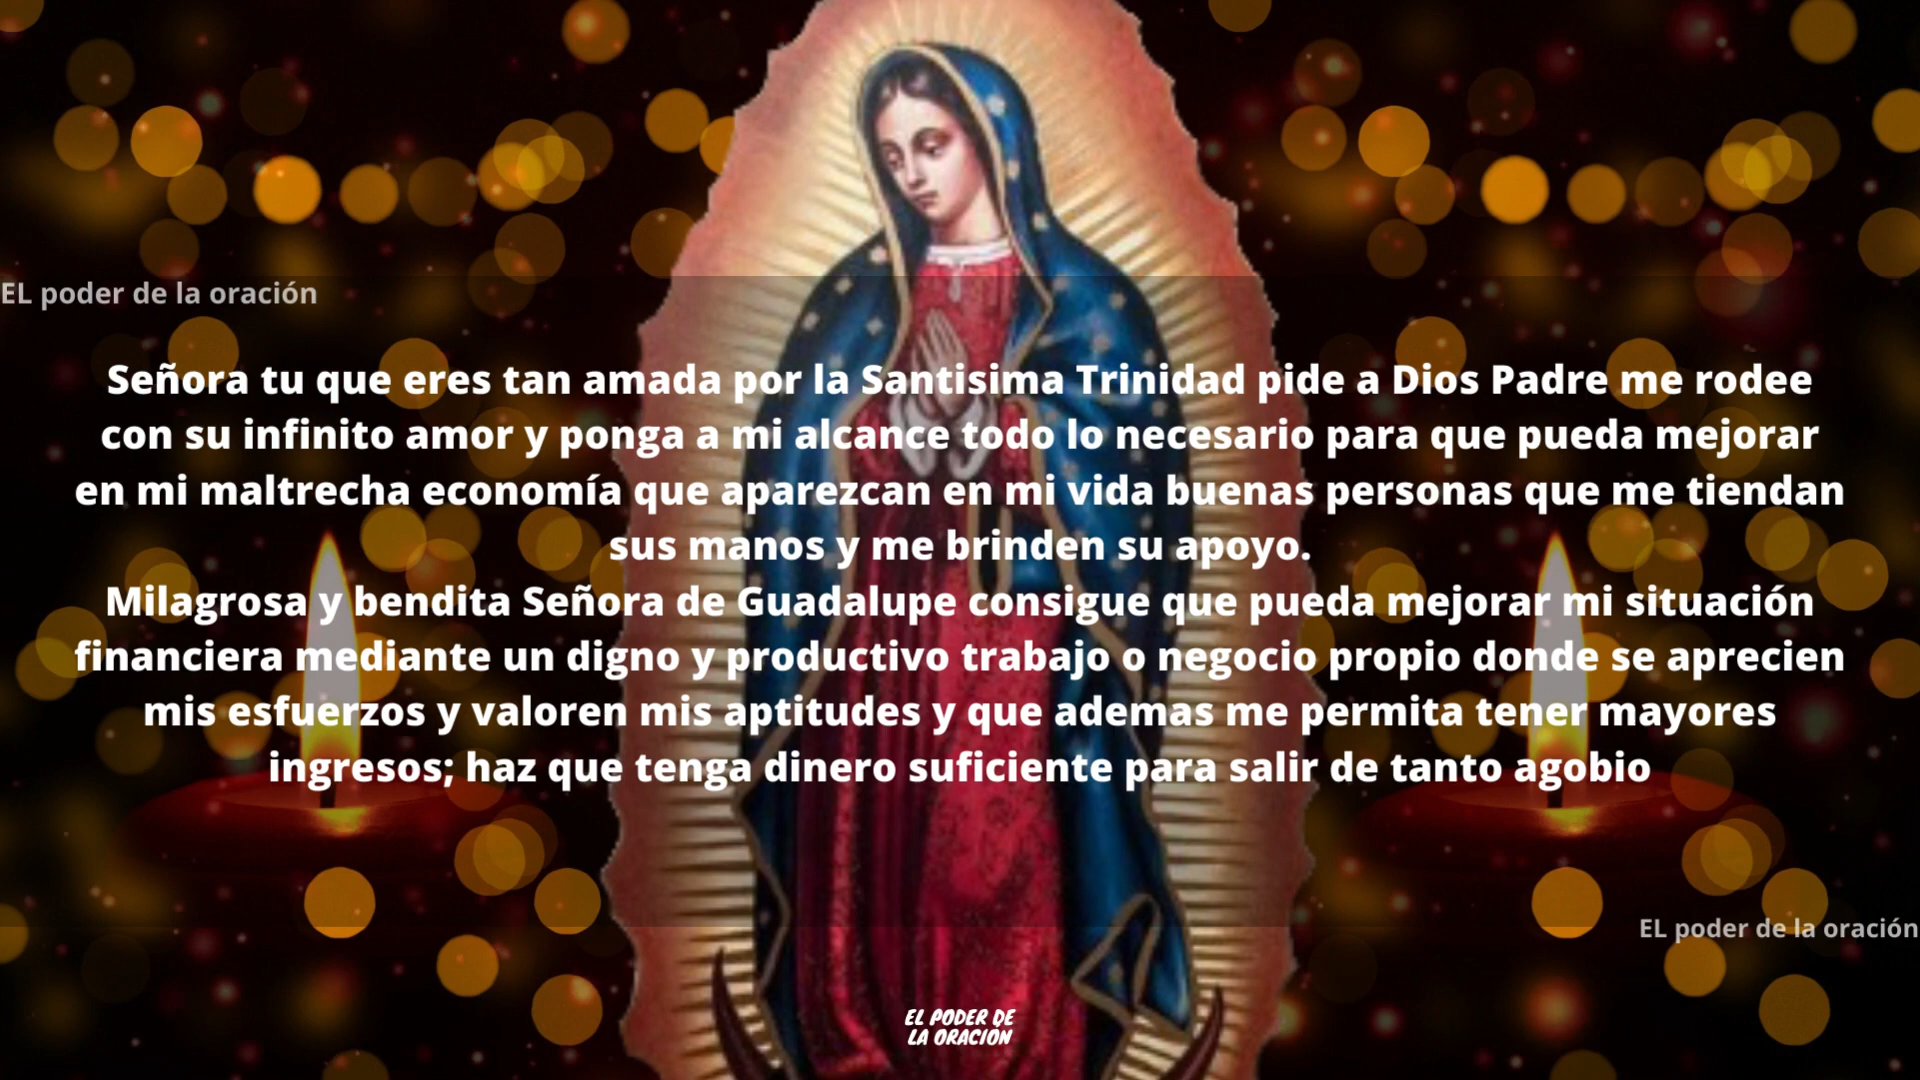 EL poder de la oración
Señora tu que eres tan amada por la Santisima Trinidad pide a Dios Padre me rodee
con su infinito amor y ponga a mi alcance todo lo necesario para que pueda mejorar
en mi maltrecha economía que aparezcan en mi vida buenas personas que me tiendan
sus manos y me brinden su apoyo.
Milagrosa y bendita Señora de Guadalupe consigue que pueda mejorar mi situación
financiera mediante un digno y productivo trabajo o negocio propio donde se aprecien
mis esfuerzos y valoren mis aptitudes y que ademas me permita tener mayores
ingresos; haz que tenga dinero suficiente para salir de tanto agobio
EL poder de la oración
EL PODER DE
LA ORACIÓN